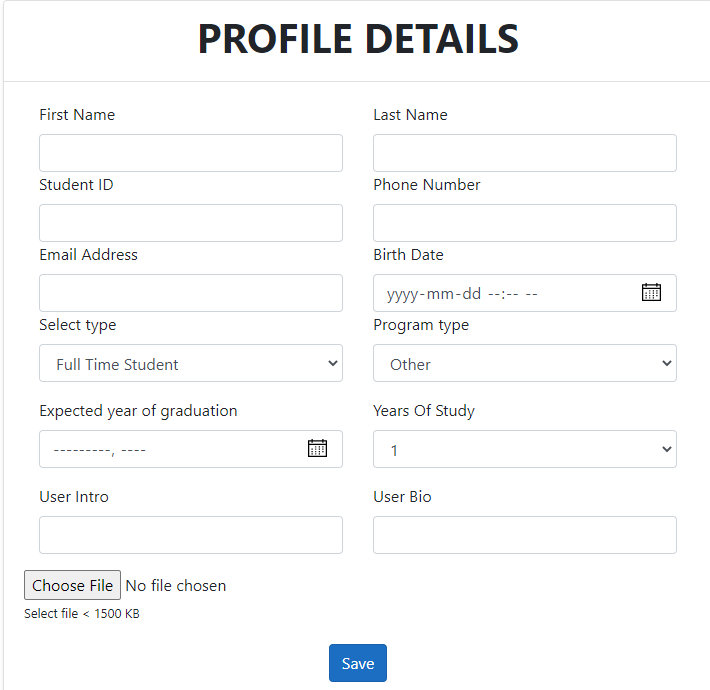 PROFILE DETAILS
First Name Last Name
Student ID Phone Number
Email Address Birth Date
yyyy-mm-dd --:-- --
Select type Program type
Full Time Student Other
Expected year of graduation Years Of Study
---------, ---- 1
User Intro User Bio
Choose File No file chosen
Select file < 1500 KB
Save